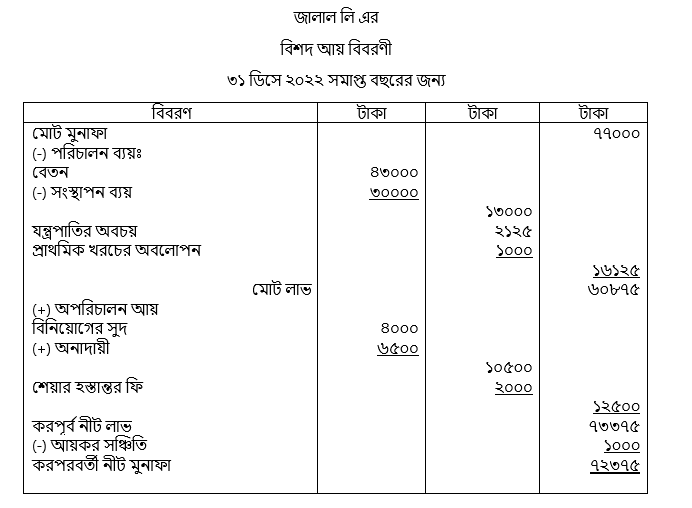 জালাল লি এর
বিশদ আয় বিবরণী
৩১ ডিসে ২০২২ সমাপ্ত বছরের জন্য
বিবরণ টাকা টাকা টাকা
মোট মুনাফা ৭৭০০০
(-) পরিচালন ব্যয়ঃ
বেতন ৪৩০০০
(-) সংস্থাপন ব্যয় ৩০০০০
১৩০০০
যন্ত্রপাতির অবচয় ২১২৫
প্রাথমিক খরচের অবলোপন ১০০০
১৬১২৫
মোট লাভ ৬০৮৭৫
(+) অপরিচালন আয়
বিনিয়োগের সুদ ৪০০০
(+) অনাদায়ী ৬৫০০
১০৫০০
শেয়ার হস্তান্তর ফি ২০০০
১২৫০০
করপূর্ব নীট লাভ ৭৩৩৭৫
(-) আয়কর সঞ্চিতি ১০০০
করপরবর্তী নীট মুনাফা ৭২৩৭৫